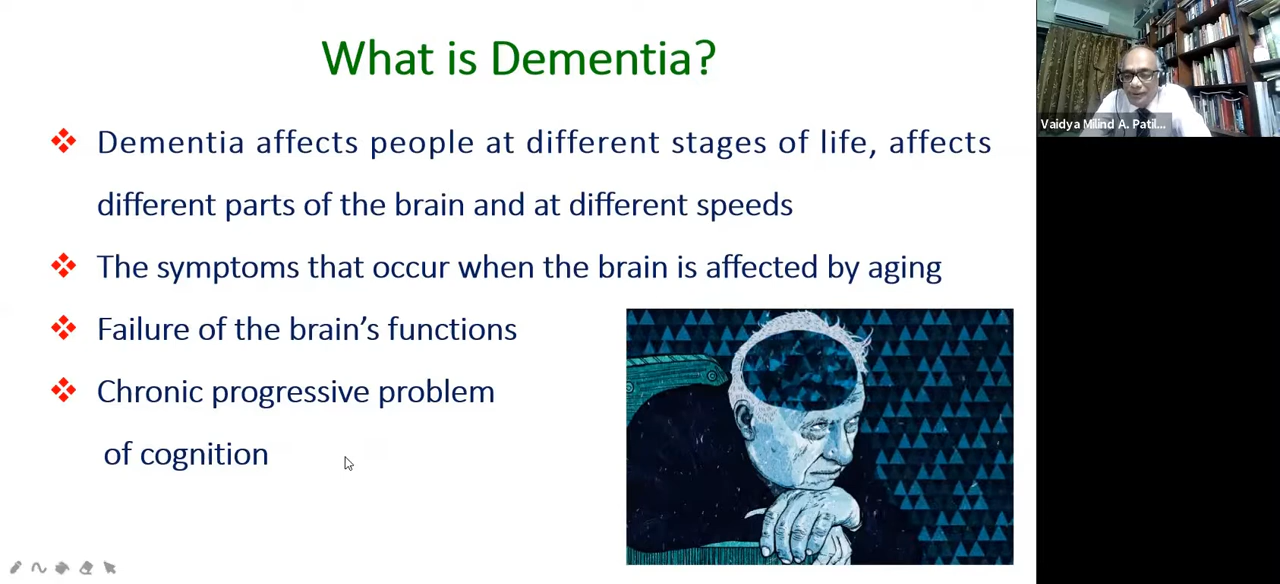 What is Dementia?
Dementia affects people at different stages of life, affects
different parts of the brain and at different speeds
The symptoms that occur when the brain is affected by aging
Failure of the brain’s functions
Chronic progressive problem
of cognition
Vaidya Milind A. Patil...